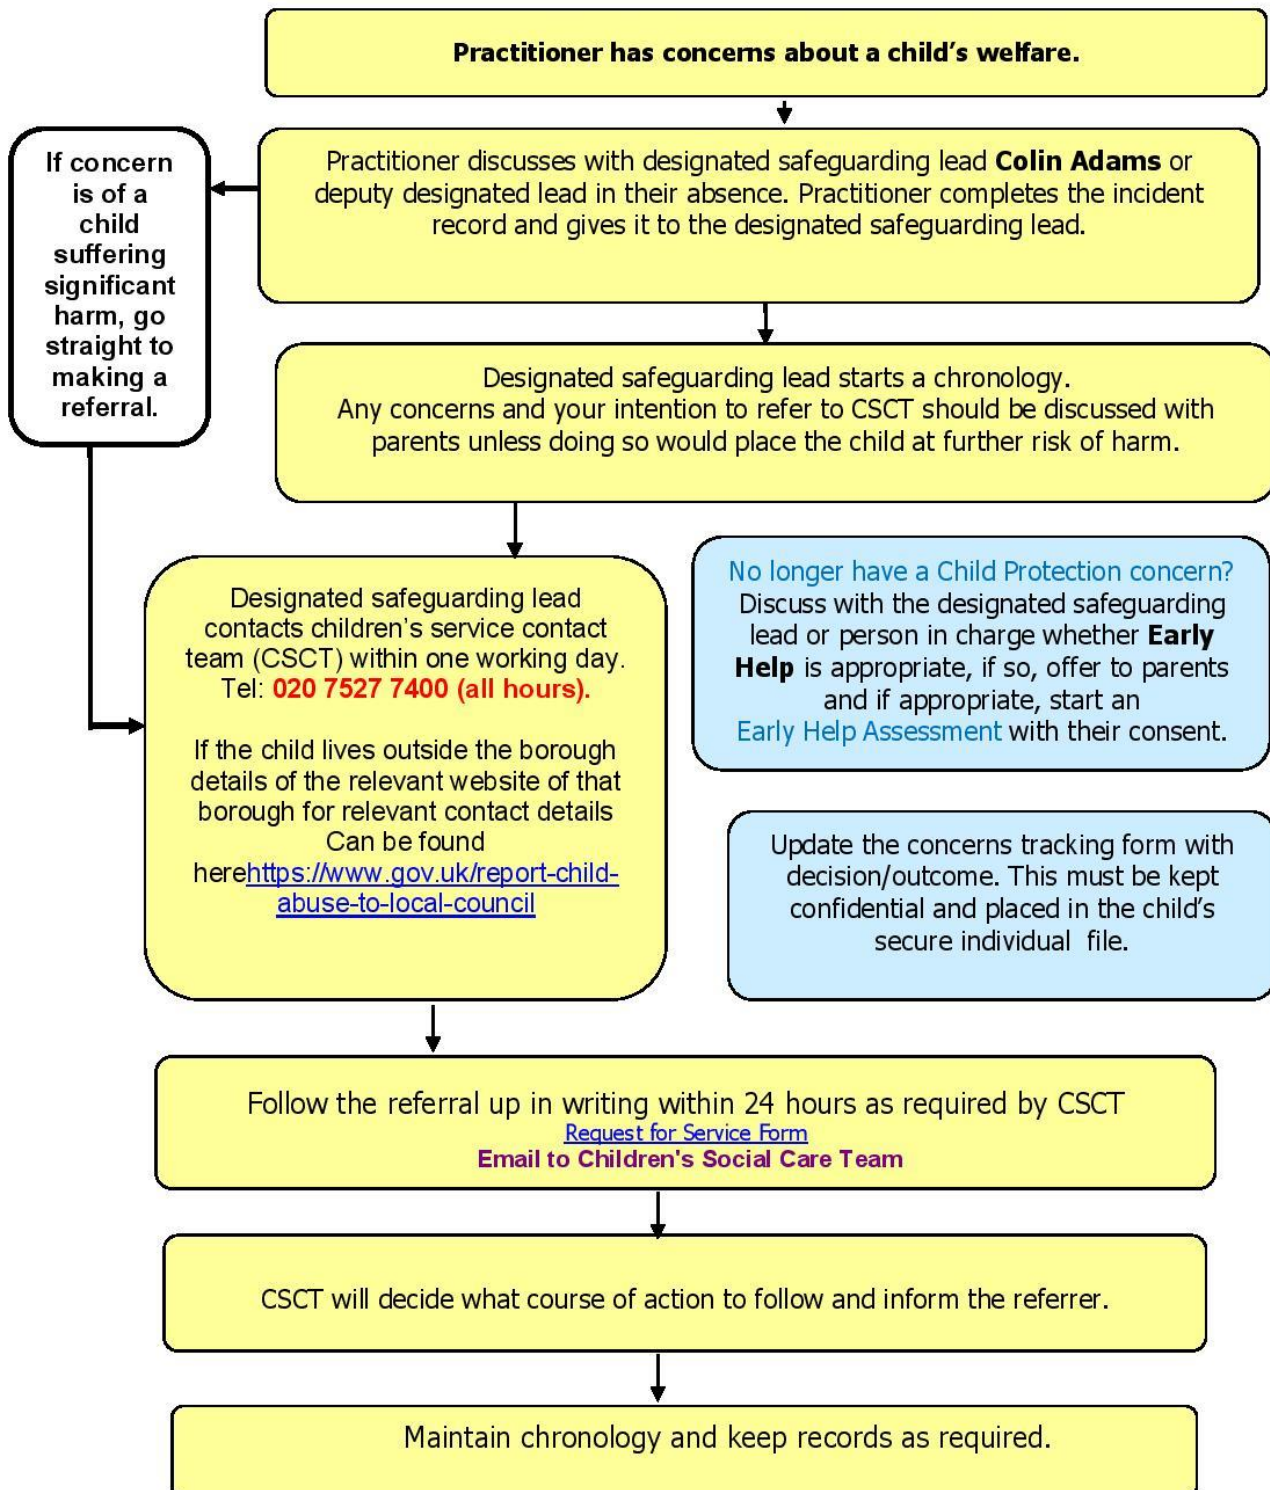 Practitioner has concerns about a child’s welfare.
If concern
is of a
child
suffering
significant
harm, go
straight to
making a
referral.
Practitioner discusses with designated safeguarding lead Colin Adams or
deputy designated lead in their absence. Practitioner completes the incident
record and gives it to the designated safeguarding lead.
Designated safeguarding lead starts a chronology.
Any concerns and your intention to refer to CSCT should be discussed with
parents unless doing so would place the child at further risk of harm.
Designated safeguarding lead
contacts children’s service contact
team (CSCT) within one working day.
Tel: 020 7527 7400 (all hours).
If the child lives outside the borough
details of the relevant website of that
borough for relevant contact details
Can be found
herehttps://www.gov.uk/report-child-
abuse-to-local-council
No longer have a Child Protection concern?
Discuss with the designated safeguarding
lead or person in charge whether Early
Help is appropriate, if so, offer to parents
and if appropriate, start an
Early Help Assessment with their consent.
Update the concerns tracking form with
decision/outcome. This must be kept
confidential and placed in the child’s
secure individual file.
Follow the referral up in writing within 24 hours as required by CSCT
Request for Service Form
Email to Children's Social Care Team
CSCT will decide what course of action to follow and inform the referrer.
Maintain chronology and keep records as required.